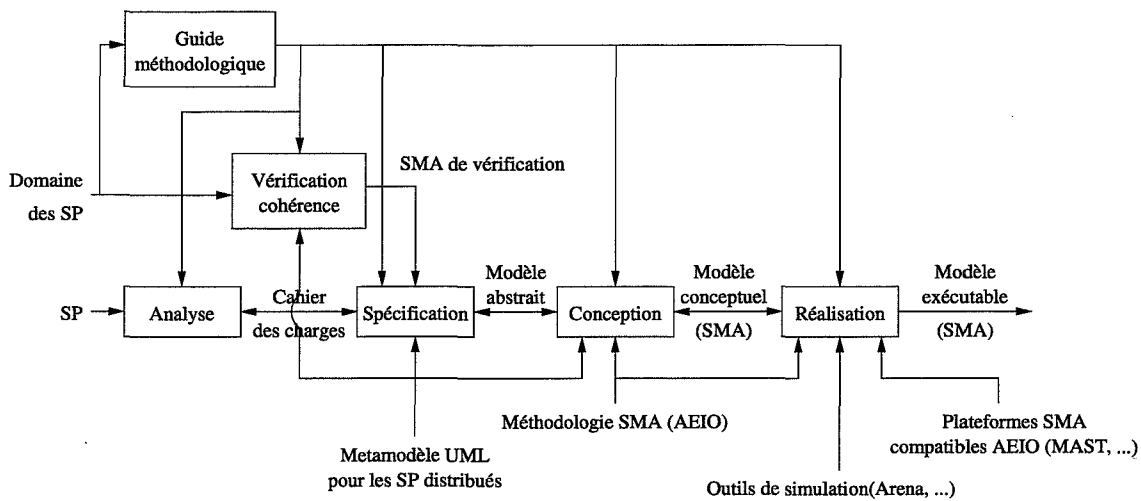 Guide
méthodologique
SMA de vérification
Domaine
des SP
Vérification
cohérence
SP
Analyse
Cahier
des charges
Spécification
Modèle
abstrait
Conception
Modèle
conceptuel
(SMA)
Réalisation
Modèle
exécutable
(SMA)
Méthodologie SMA (AEIO)
Plateformes SMA
compatibles AEIO (MAST, ...)
Metamodèle UML
pour les SP distribués
Outils de simulation(Arena, ...)